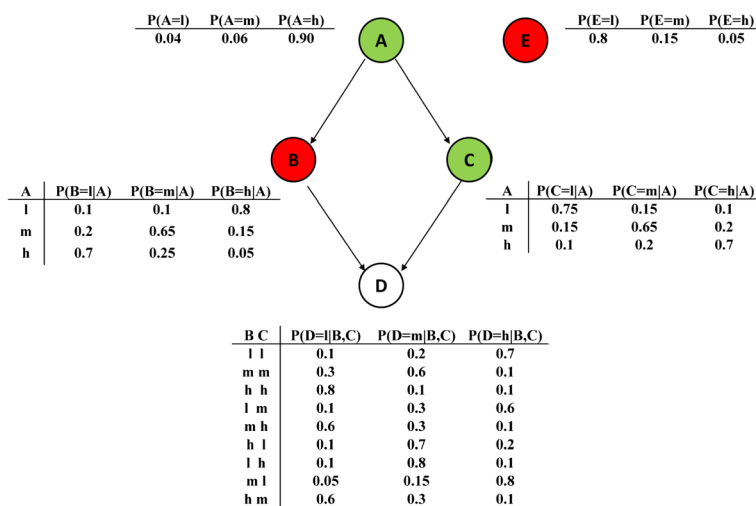 P(A=l) P(A=m) P(A=h)
0.04 0.06 0.90
A
E
P(E=l) P(E=m) P(E=h)
0.8 0.15 0.05
B
C
A P(B=l|A) P(B=m|A) P(B=h|A)
l 0.1 0.1 0.8
m 0.2 0.65 0.15
h 0.7 0.25 0.05
A P(C=l|A) P(C=m|A) P(C=h|A)
l 0.75 0.15 0.1
m 0.15 0.65 0.2
h 0.1 0.2 0.7
D
B C P(D=l|B,C) P(D=m|B,C) P(D=h|B,C)
l l 0.1 0.2 0.7
m m 0.3 0.6 0.1
h h 0.8 0.1 0.1
l m 0.1 0.3 0.6
m h 0.6 0.3 0.1
h l 0.1 0.7 0.2
l h 0.1 0.8 0.1
m l 0.05 0.15 0.8
h m 0.6 0.3 0.1